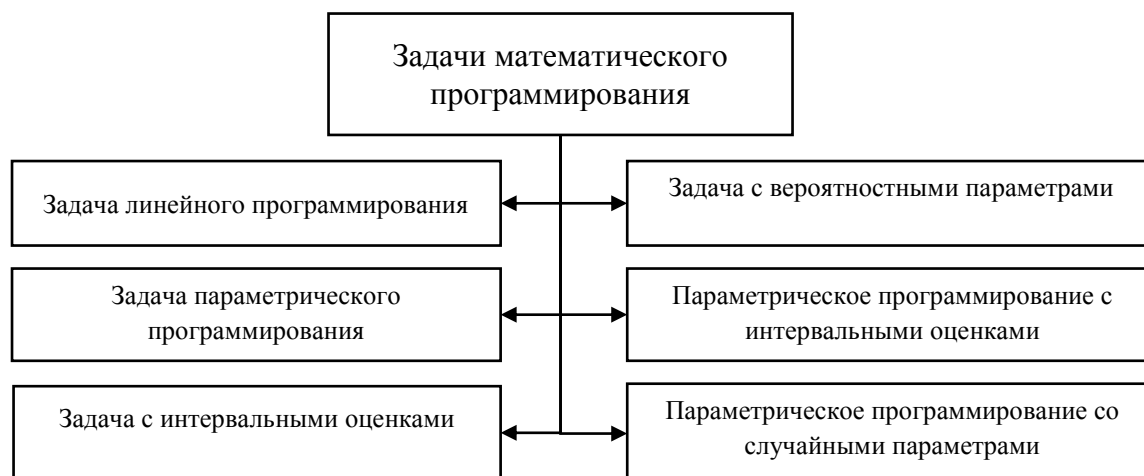 Задачи математического
программирования
Задача линейного программирования
Задача с вероятностными параметрами
Задача параметрического
программирования
Параметрическое программирование с
интервальными оценками
Задача с интервальными оценками
Параметрическое программирование со
случайными параметрами